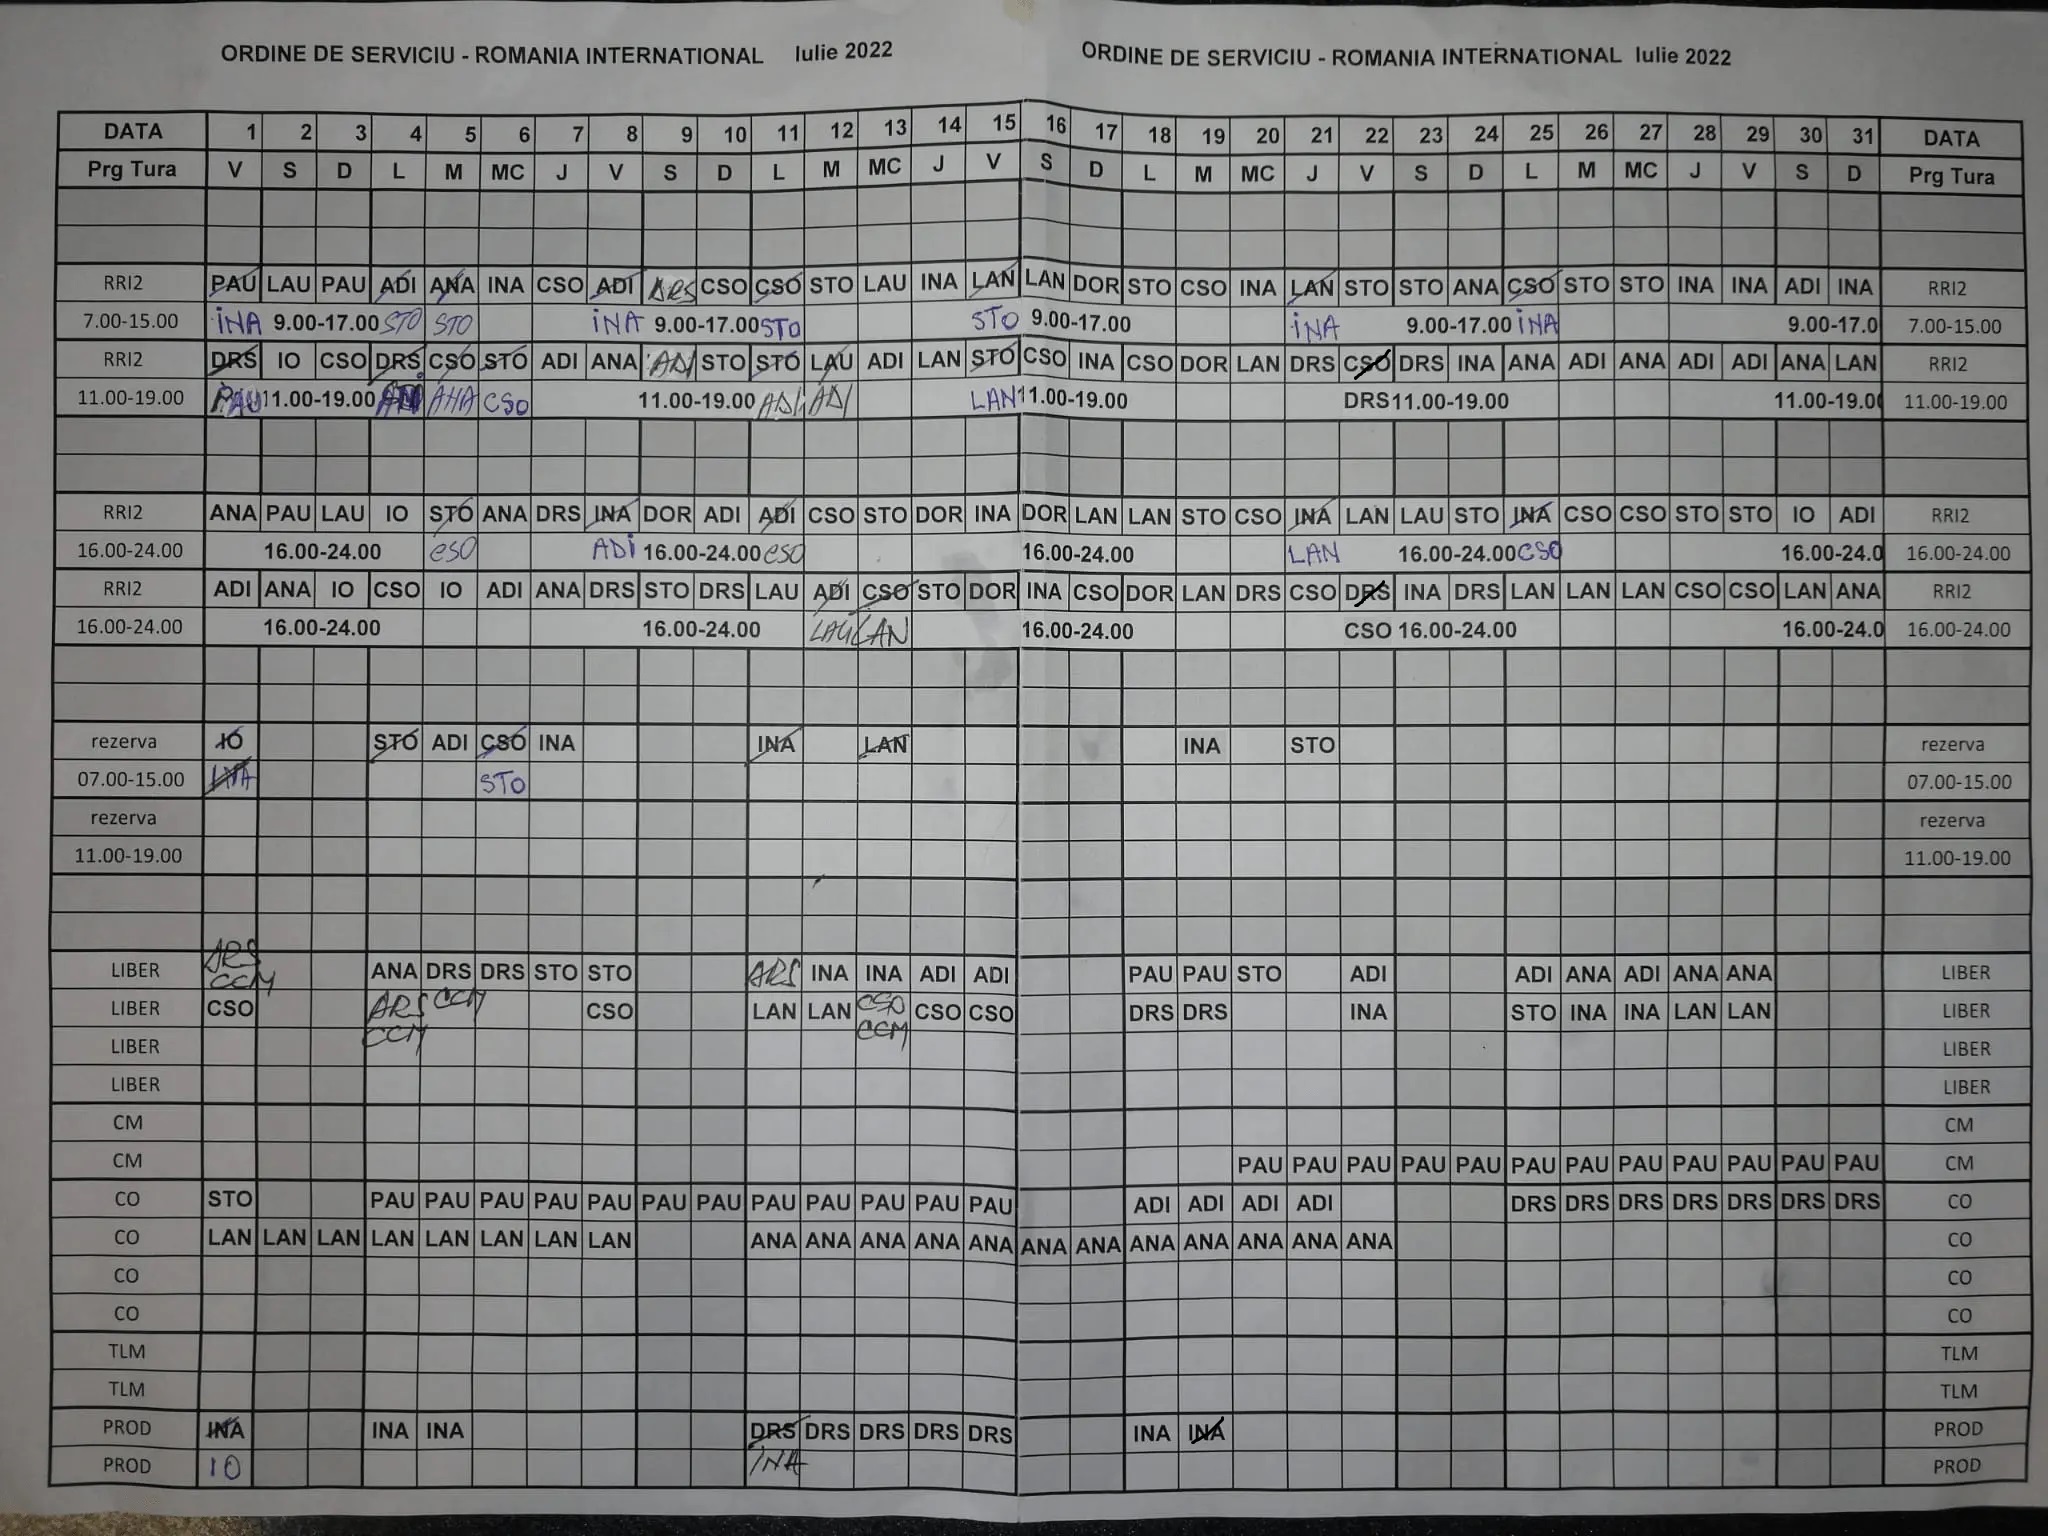 ORDINE DE SERVICIU - ROMANIA INTERNATIONAL Iulie 2022 ORDINE DE SERVICIU - ROMANIA INTERNATIONAL Iulie 2022
DATA 1 2 3 4 5 6 7 8 9 10 11 12 13 14 15 16 17 18 19 20 21 22 23 24 25 26 27 28 29 30 31 DATA
Prg Tura V S D L M MC J V S D L M MC J V S D L M MC J V S D L M MC J V S D Prg Tura
RRI2 PAU LAU PAU ADI ANA INA CSO ADI DRS CSO CSO STO LAU INA LAN LAN DOR STO CSO INA LAN STO STO ANA CSO STO STO INA INA ADI INA RRI2
7.00-15.00 INA 9.00-17.00 STO STO INA 9.00-17.00 STO STO 9.00-17.00 INA 9.00-17.00 INA 9.00-17.0 7.00-15.00
RRI2 DRS IO CSO DRS CSO STO ADI ANA ADI STO STO LAU ADI LAN STO CSO INA CSO DOR LAN DRS CSO DRS INA ANA ADI ANA ADI ADI ANA LAN RRI2
11.00-19.00 PAU 11.00-19.00 ANA CSO 11.00-19.00 ADI ADI LAN 11.00-19.00 DRS 11.00-19.00 11.00-19.0 11.00-19.00
RRI2 ANA PAU LAU IO STO ANA DRS INA DOR ADI ADI CSO STO DOR INA DOR LAN LAN STO CSO INA LAN LAU STO INA CSO CSO STO STO IO ADI RRI2
16.00-24.00 16.00-24.00 CSO ADI 16.00-24.00 CSO 16.00-24.00 LAN 16.00-24.00 CSO 16.00-24.0 16.00-24.00
RRI2 ADI ANA IO CSO IO ADI ANA DRS STO DRS LAU ADI CSO STO DOR INA CSO DOR LAN DRS CSO DRS INA DRS LAN LAN LAN CSO CSO LAN ANA RRI2
16.00-24.00 16.00-24.00 16.00-24.00 LAU LAN 16.00-24.00 CSO 16.00-24.00 16.00-24.0 16.00-24.00
rezerva IO STO ADI CSO INA INA LAN INA STO rezerva
07.00-15.00 INA STO 07.00-15.00
rezerva rezerva
11.00-19.00 11.00-19.00
DRS
LIBER CCM ANA DRS DRS STO STO DRS INA INA ADI ADI PAU PAU STO ADI ADI ANA ADI ANA ANA LIBER
LIBER CSO DRS CCM CSO LAN LAN CSO CSO CSO DRS DRS INA STO INA INA LAN LAN LIBER
CCM CCM
LIBER LIBER
LIBER LIBER
CM CM
CM PAU PAU PAU PAU PAU PAU PAU PAU PAU PAU PAU PAU CM
CO STO PAU PAU PAU PAU PAU PAU PAU PAU PAU PAU PAU PAU ADI ADI ADI ADI DRS DRS DRS DRS DRS DRS DRS CO
CO LAN LAN LAN LAN LAN LAN LAN LAN ANA ANA ANA ANA ANA ANA ANA ANA ANA ANA ANA ANA CO
CO CO
CO CO
TLM TLM
TLM TLM
PROD INA INA INA DRS DRS DRS DRS DRS INA INA PROD
PROD IO INA PROD